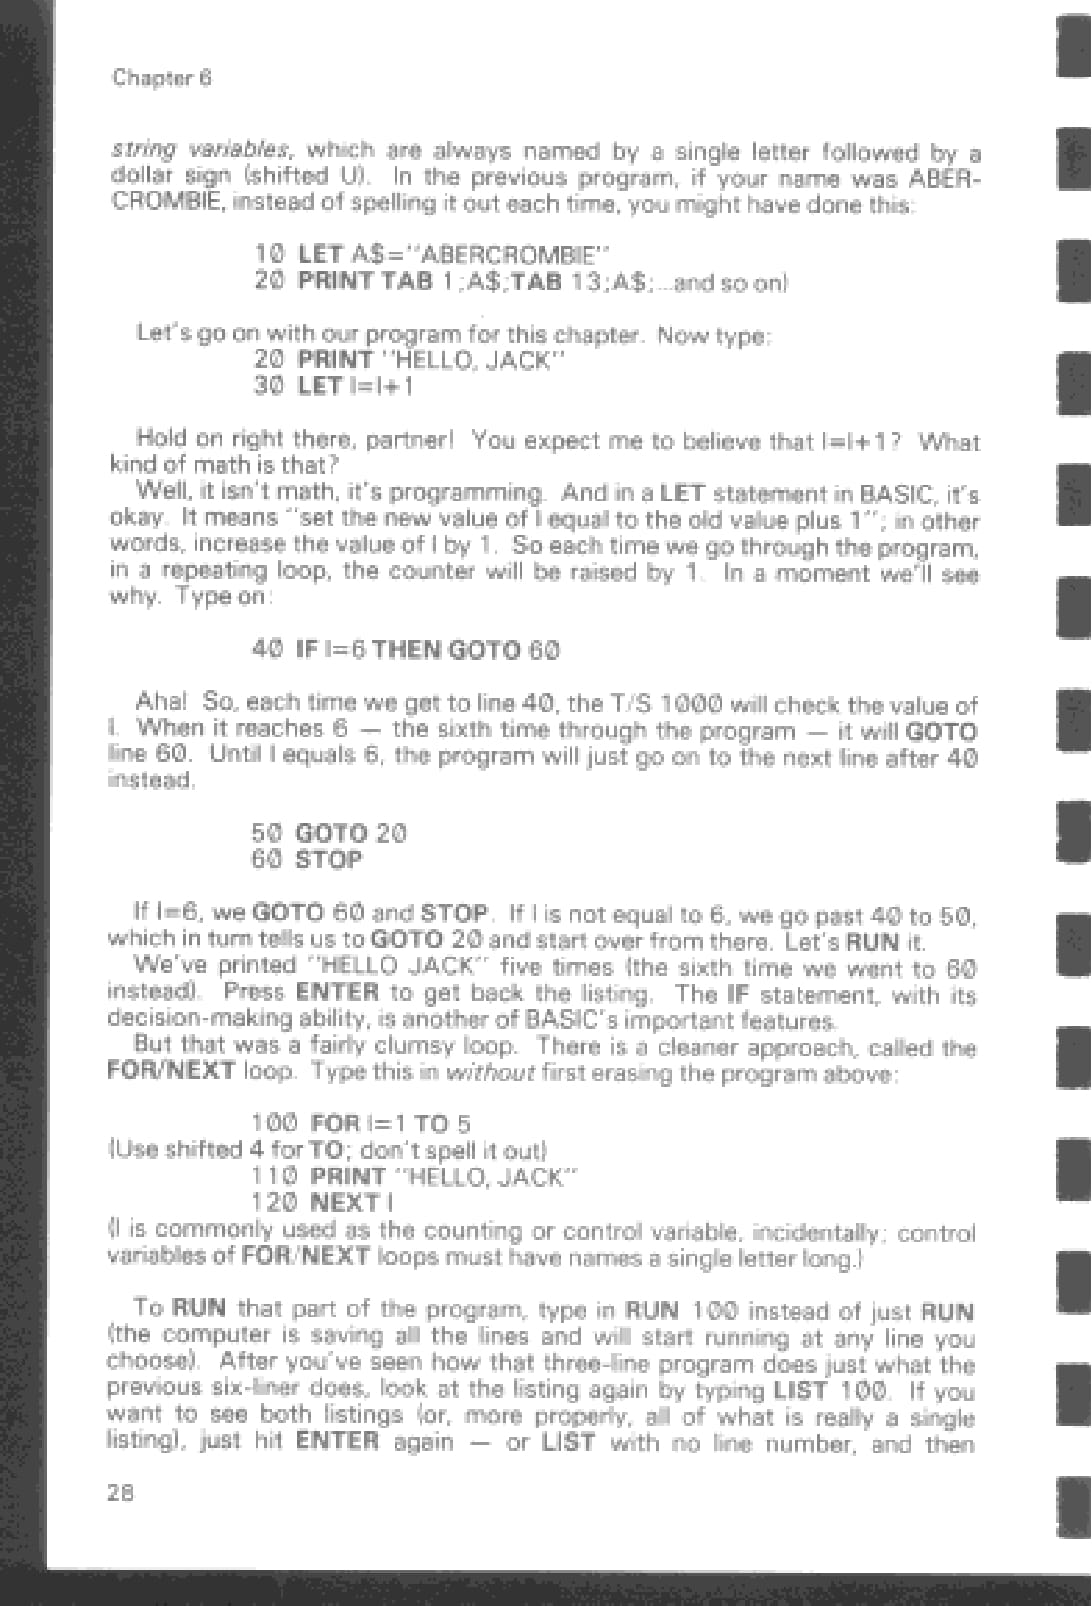 Chapter 6
string variables, which are always named by a single letter followed by a
dollar sign (shifted U). In the previous program, if your name was ABER-
CROMBIE, instead of spelling it out each time, you might have done this:
10 LET A$="ABERCROMBIE"
20 PRINT TAB 1;A$;TAB 13;A$;...and so on)
Let's go on with our program for this chapter. Now type:
20 PRINT "HELLO, JACK"
30 LET I=I+1
Hold on right there, partner! You expect me to believe that I=I+1? What
kind of math is that?
Well, it isn't math, it's programming. And in a LET statement in BASIC, it's
okay. It means "set the new value of I equal to the old value plus 1"; in other
words, increase the value of I by 1. So each time we go through the program,
in a repeating loop, the counter will be raised by 1. In a moment we'll see
why. Type on:
40 IF I=6 THEN GOTO 60
Aha! So, each time we get to line 40, the T/S 1000 will check the value of
I. When it reaches 6 — the sixth time through the program — it will GOTO
line 60. Until I equals 6, the program will just go on to the next line after 40
instead.
50 GOTO 20
60 STOP
If I=6, we GOTO 60 and STOP. If I is not equal to 6, we go past 40 to 50,
which in turn tells us to GOTO 20 and start over from there. Let's RUN it.
We've printed "HELLO JACK" five times (the sixth time we went to 60
instead). Press ENTER to get back the listing. The IF statement, with its
decision-making ability, is another of BASIC's important features.
But that was a fairly clumsy loop. There is a cleaner approach, called the
FOR/NEXT loop. Type this in without first erasing the program above:
100 FOR I=1 TO 5
(Use shifted 4 for TO; don't spell it out)
110 PRINT "HELLO, JACK"
120 NEXT I
(I is commonly used as the counting or control variable, incidentally; control
variables of FOR/NEXT loops must have names a single letter long.)
To RUN that part of the program, type in RUN 100 instead of just RUN
(the computer is saving all the lines and will start running at any line you
choose). After you've seen how that three-line program does just what the
previous six-liner does, look at the listing again by typing LIST 100. If you
want to see both listings (or, more properly, all of what is really a single
listing), just hit ENTER again — or LIST with no line number, and then
28